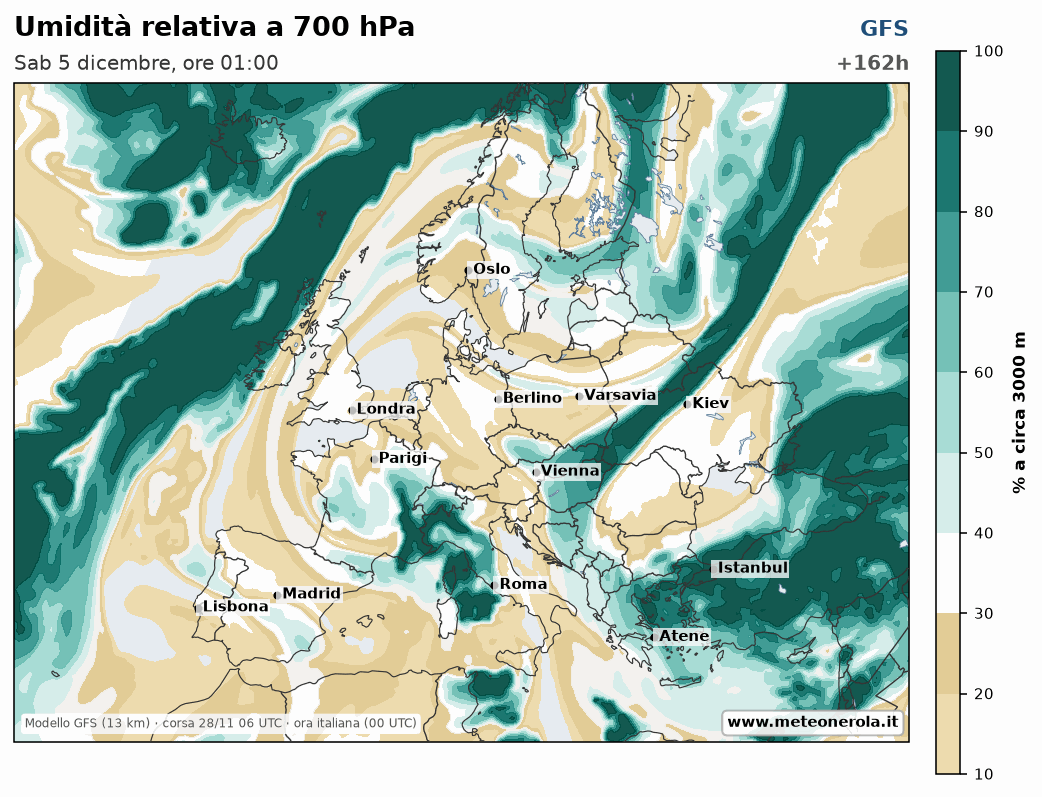 Umidità relativa a 700 hPa
GFS
Sab 5 dicembre, ore 01:00
+162h
100
90
80
70
60
50
40
30
20
10
% a circa 3000 m
Oslo
Berlino
Varsavia
Kiev
Londra
Parigi
Vienna
Istanbul
Roma
Madrid
Lisbona
Atene
Modello GFS (13 km) · corsa 28/11 06 UTC · ora italiana (00 UTC)
www.meteonerola.it